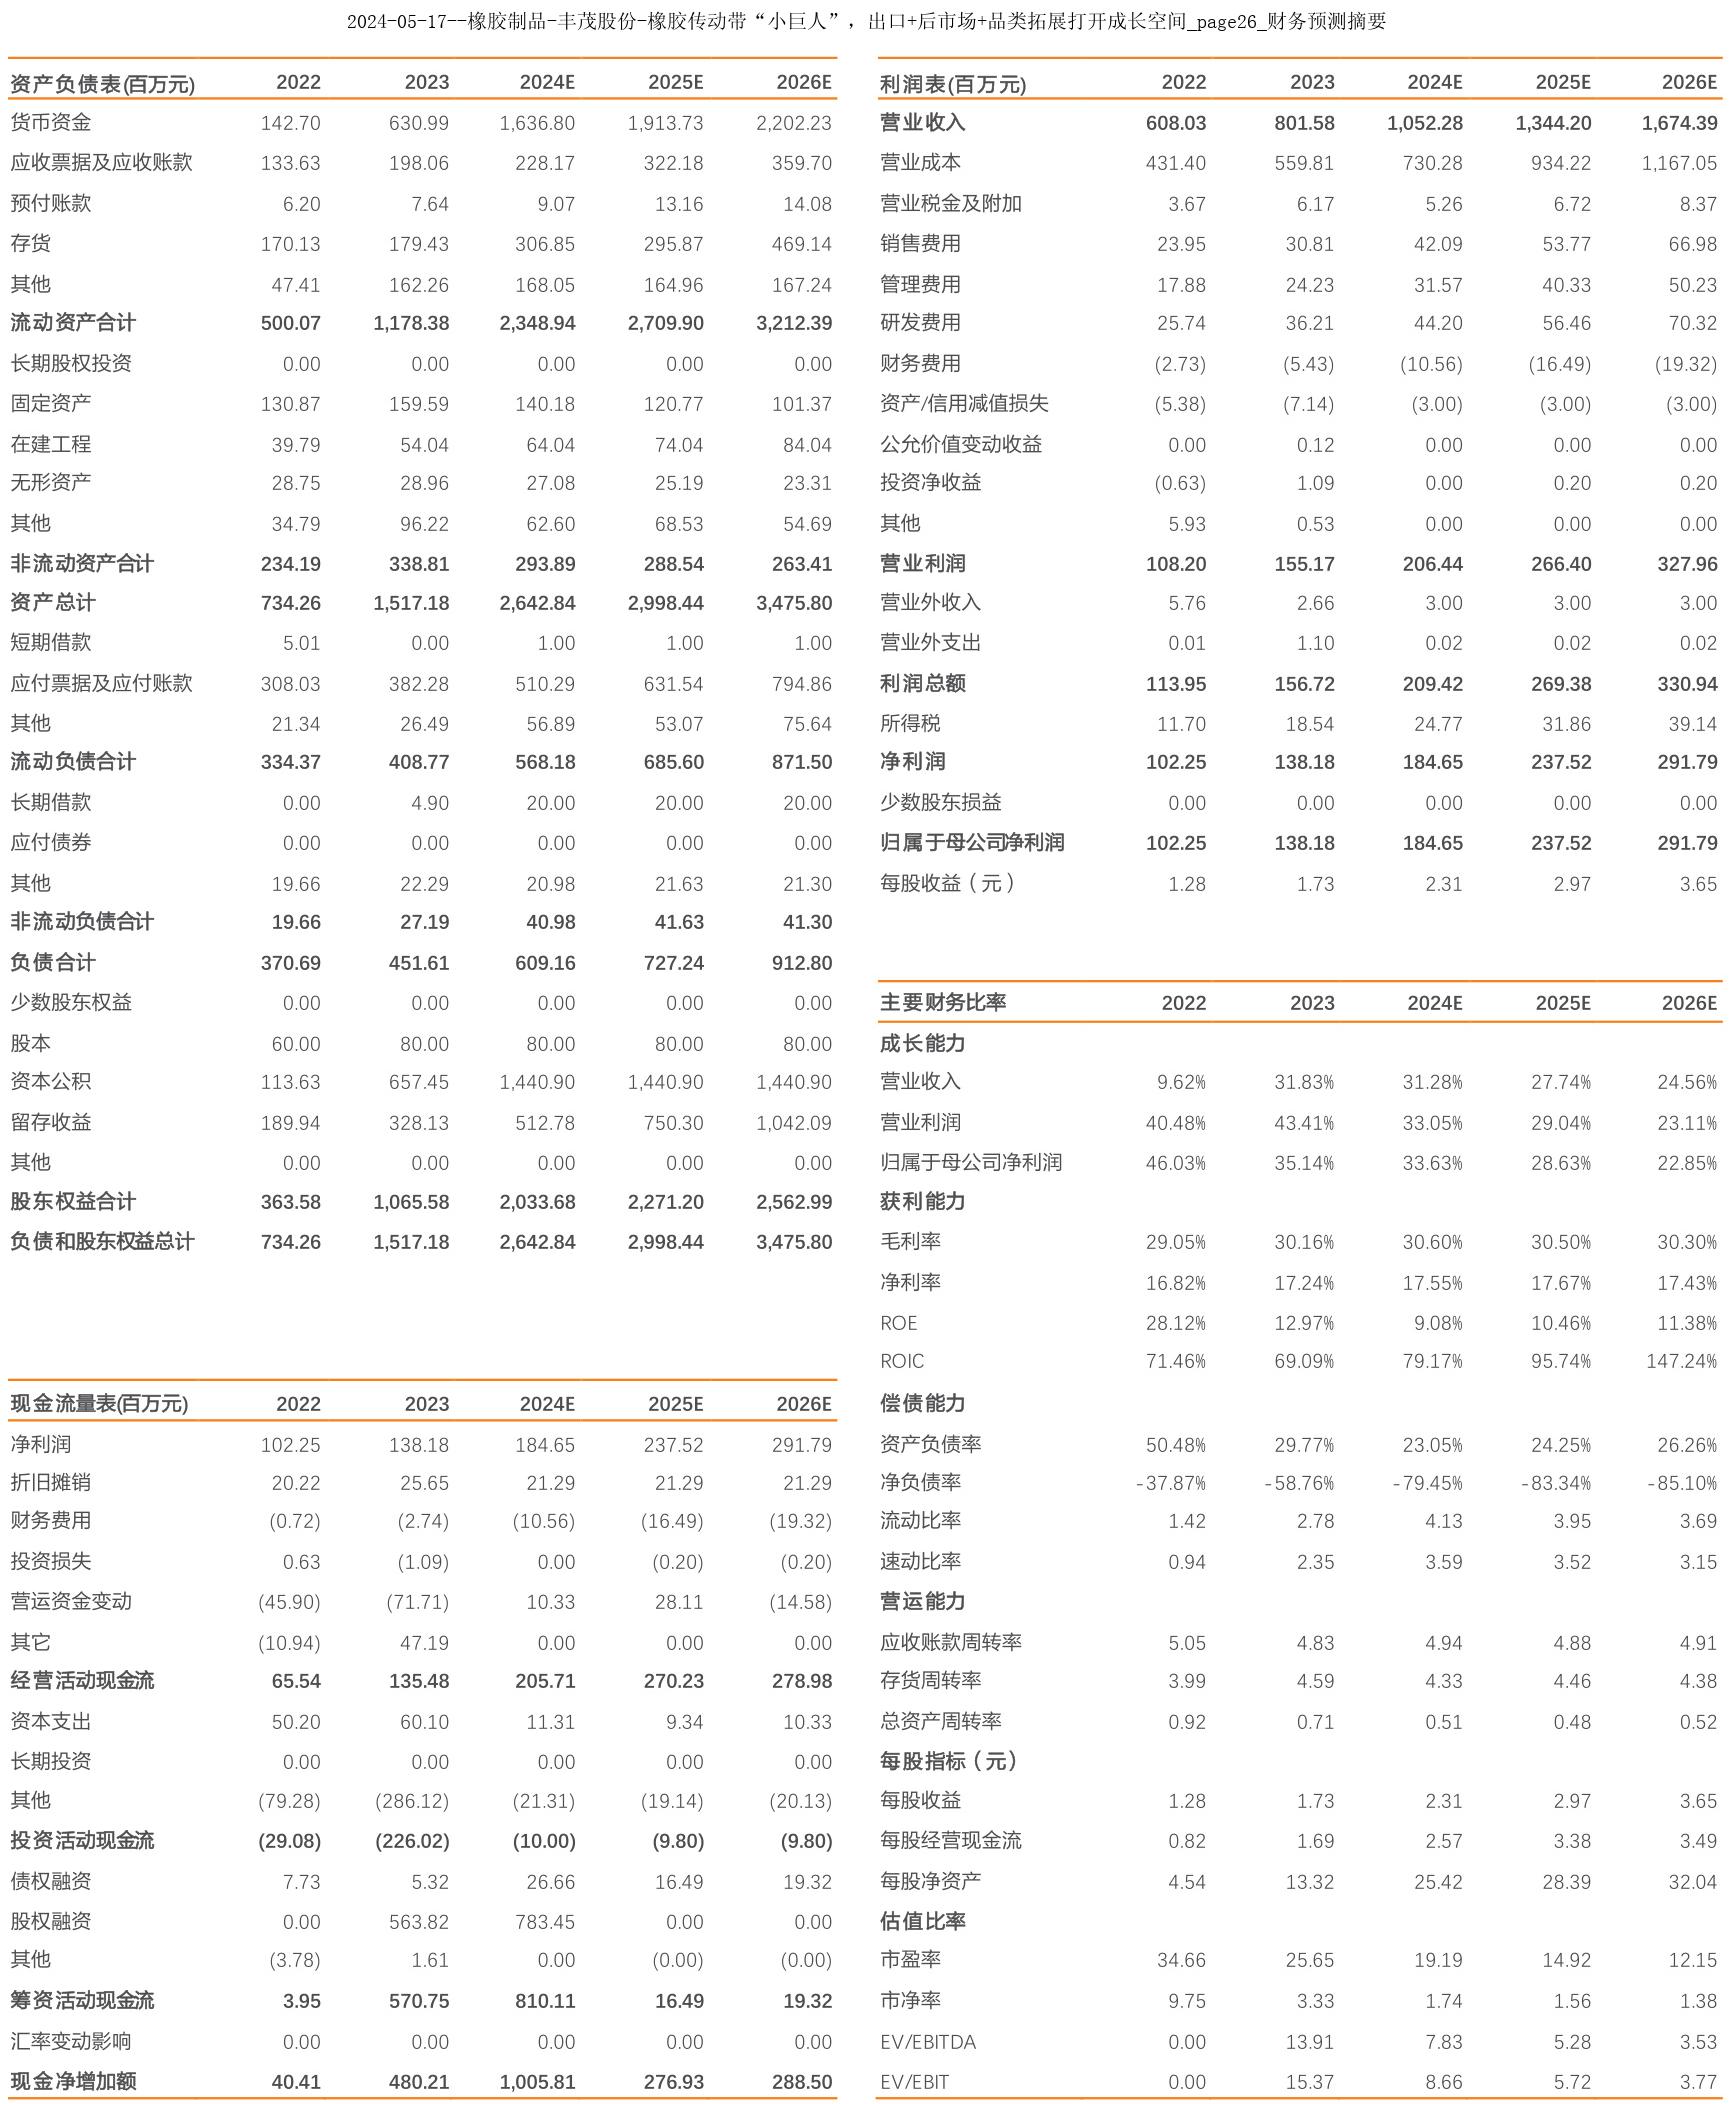 2024-05-17--橡胶制品-丰茂股份-橡胶传动带“小巨人”，出口+后市场+品类拓展打开成长空间_page26_财务预测摘要
资产负债表(百万元) 2022 2023 2024E 2025E 2026E
货币资金 142.70 630.99 1,636.80 1,913.73 2,202.23
应收票据及应收账款 133.63 198.06 228.17 322.18 359.70
预付账款 6.20 7.64 9.07 13.16 14.08
存货 170.13 179.43 306.85 295.87 469.14
其他 47.41 162.26 168.05 164.96 167.24
流动资产合计 500.07 1,178.38 2,348.94 2,709.90 3,212.39
长期股权投资 0.00 0.00 0.00 0.00 0.00
固定资产 130.87 159.59 140.18 120.77 101.37
在建工程 39.79 54.04 64.04 74.04 84.04
无形资产 28.75 28.96 27.08 25.19 23.31
其他 34.79 96.22 62.60 68.53 54.69
非流动资产合计 234.19 338.81 293.89 288.54 263.41
资产总计 734.26 1,517.18 2,642.84 2,998.44 3,475.80
短期借款 5.01 0.00 1.00 1.00 1.00
应付票据及应付账款 308.03 382.28 510.29 631.54 794.86
其他 21.34 26.49 56.89 53.07 75.64
流动负债合计 334.37 408.77 568.18 685.60 871.50
长期借款 0.00 4.90 20.00 20.00 20.00
应付债券 0.00 0.00 0.00 0.00 0.00
其他 19.66 22.29 20.98 21.63 21.30
非流动负债合计 19.66 27.19 40.98 41.63 41.30
负债合计 370.69 451.61 609.16 727.24 912.80
少数股东权益 0.00 0.00 0.00 0.00 0.00
股本 60.00 80.00 80.00 80.00 80.00
资本公积 113.63 657.45 1,440.90 1,440.90 1,440.90
留存收益 189.94 328.13 512.78 750.30 1,042.09
其他 0.00 0.00 0.00 0.00 0.00
股东权益合计 363.58 1,065.58 2,033.68 2,271.20 2,562.99
负债和股东权益总计 734.26 1,517.18 2,642.84 2,998.44 3,475.80
现金流量表(百万元) 2022 2023 2024E 2025E 2026E
净利润 102.25 138.18 184.65 237.52 291.79
折旧摊销 20.22 25.65 21.29 21.29 21.29
财务费用 (0.72) (2.74) (10.56) (16.49) (19.32)
投资损失 0.63 (1.09) 0.00 (0.20) (0.20)
营运资金变动 (45.90) (71.71) 10.33 28.11 (14.58)
其它 (10.94) 47.19 0.00 0.00 0.00
经营活动现金流 65.54 135.48 205.71 270.23 278.98
资本支出 50.20 60.10 11.31 9.34 10.33
长期投资 0.00 0.00 0.00 0.00 0.00
其他 (79.28) (286.12) (21.31) (19.14) (20.13)
投资活动现金流 (29.08) (226.02) (10.00) (9.80) (9.80)
债权融资 7.73 5.32 26.66 16.49 19.32
股权融资 0.00 563.82 783.45 0.00 0.00
其他 (3.78) 1.61 0.00 (0.00) (0.00)
筹资活动现金流 3.95 570.75 810.11 16.49 19.32
汇率变动影响 0.00 0.00 0.00 0.00 0.00
现金净增加额 40.41 480.21 1,005.81 276.93 288.50
利润表(百万元) 2022 2023 2024E 2025E 2026E
营业收入 608.03 801.58 1,052.28 1,344.20 1,674.39
营业成本 431.40 559.81 730.28 934.22 1,167.05
营业税金及附加 3.67 6.17 5.26 6.72 8.37
销售费用 23.95 30.81 42.09 53.77 66.98
管理费用 17.88 24.23 31.57 40.33 50.23
研发费用 25.74 36.21 44.20 56.46 70.32
财务费用 (2.73) (5.43) (10.56) (16.49) (19.32)
资产/信用减值损失 (5.38) (7.14) (3.00) (3.00) (3.00)
公允价值变动收益 0.00 0.12 0.00 0.00 0.00
投资净收益 (0.63) 1.09 0.00 0.20 0.20
其他 5.93 0.53 0.00 0.00 0.00
营业利润 108.20 155.17 206.44 266.40 327.96
营业外收入 5.76 2.66 3.00 3.00 3.00
营业外支出 0.01 1.10 0.02 0.02 0.02
利润总额 113.95 156.72 209.42 269.38 330.94
所得税 11.70 18.54 24.77 31.86 39.14
净利润 102.25 138.18 184.65 237.52 291.79
少数股东损益 0.00 0.00 0.00 0.00 0.00
归属于母公司净利润 102.25 138.18 184.65 237.52 291.79
每股收益（元） 1.28 1.73 2.31 2.97 3.65
主要财务比率 2022 2023 2024E 2025E 2026E
成长能力
营业收入 9.62% 31.83% 31.28% 27.74% 24.56%
营业利润 40.48% 43.41% 33.05% 29.04% 23.11%
归属于母公司净利润 46.03% 35.14% 33.63% 28.63% 22.85%
获利能力
毛利率 29.05% 30.16% 30.60% 30.50% 30.30%
净利率 16.82% 17.24% 17.55% 17.67% 17.43%
ROE 28.12% 12.97% 9.08% 10.46% 11.38%
ROIC 71.46% 69.09% 79.17% 95.74% 147.24%
偿债能力
资产负债率 50.48% 29.77% 23.05% 24.25% 26.26%
净负债率 -37.87% -58.76% -79.45% -83.34% -85.10%
流动比率 1.42 2.78 4.13 3.95 3.69
速动比率 0.94 2.35 3.59 3.52 3.15
营运能力
应收账款周转率 5.05 4.83 4.94 4.88 4.91
存货周转率 3.99 4.59 4.33 4.46 4.38
总资产周转率 0.92 0.71 0.51 0.48 0.52
每股指标（元）
每股收益 1.28 1.73 2.31 2.97 3.65
每股经营现金流 0.82 1.69 2.57 3.38 3.49
每股净资产 4.54 13.32 25.42 28.39 32.04
估值比率
市盈率 34.66 25.65 19.19 14.92 12.15
市净率 9.75 3.33 1.74 1.56 1.38
EV/EBITDA 0.00 13.91 7.83 5.28 3.53
EV/EBIT 0.00 15.37 8.66 5.72 3.77